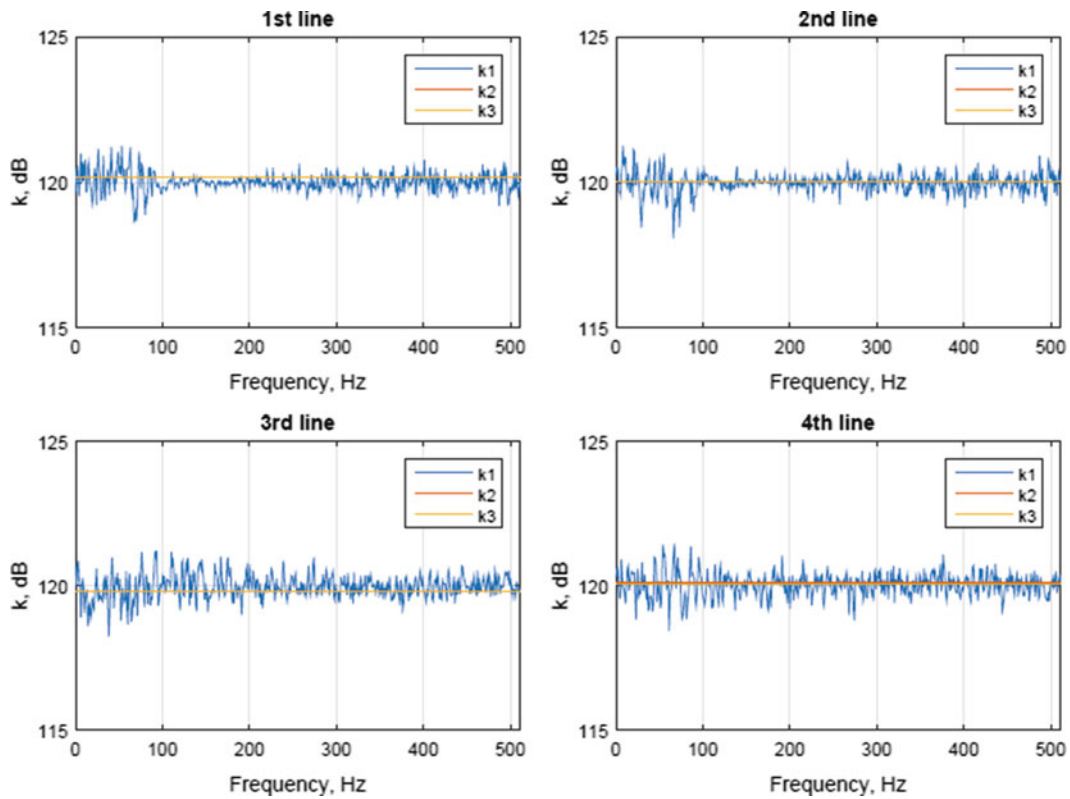 1st line
125
120
115
k, dB
k1
k2
k3
0 100 200 300 400 500
Frequency, Hz
2nd line
125
120
115
k, dB
k1
k2
k3
0 100 200 300 400 500
Frequency, Hz
3rd line
125
120
115
k, dB
k1
k2
k3
0 100 200 300 400 500
Frequency, Hz
4th line
125
120
115
k, dB
k1
k2
k3
0 100 200 300 400 500
Frequency, Hz